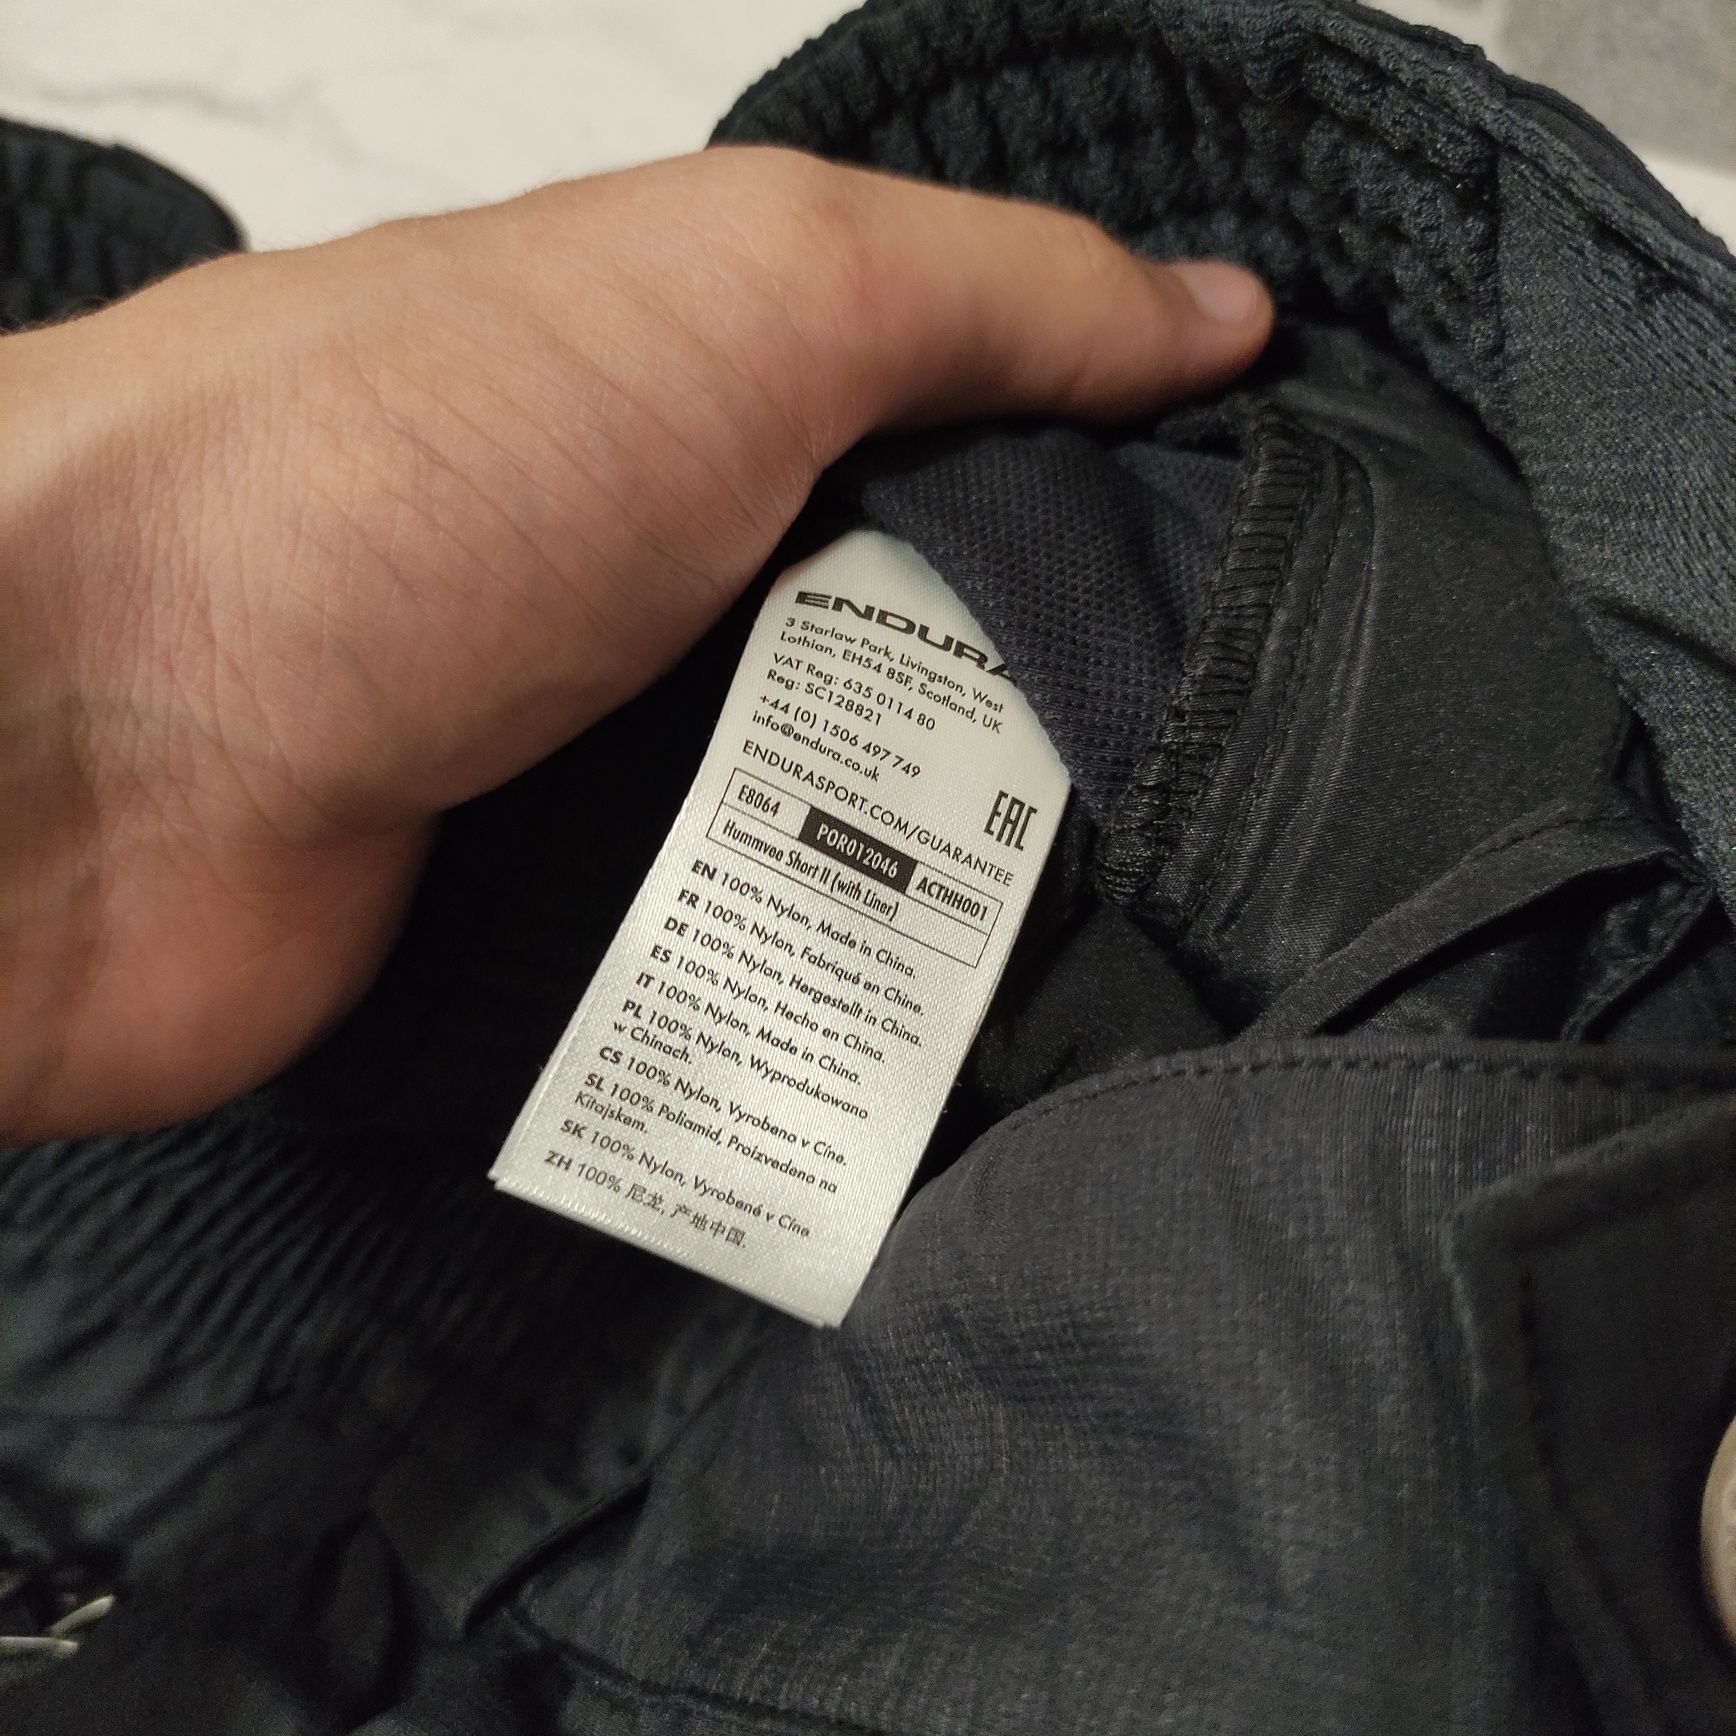 ENDURA
3 Starlaw Park, Livingston, West
Lothian, EH54 8SF, Scotland, UK
VAT Reg: 635 0114 80
Reg: SC128821
+44 (0) 1506 497 749
info@endura.co.uk
ENDURASPORT.COM/GUARANTEE
EAC
E8064 POR012046 ACTHH001
Hummvee Short II (with Liner)
EN 100% Nylon, Made in China.
FR 100% Nylon, Fabriqué en Chine.
DE 100% Nylon, Hergestellt in China.
ES 100% Nylon, Hecho en China.
IT 100% Nylon, Made in China.
PL 100% Nylon, Wyprodukowano
w Chinach.
CS 100% Nylon, Vyrobeno v Číne.
SL 100% Poliamid, Proizvedeno na
Kitajskem.
SK 100% Nylon, Vyrobené v Číne
ZH 100% 尼龙, 产地中国.